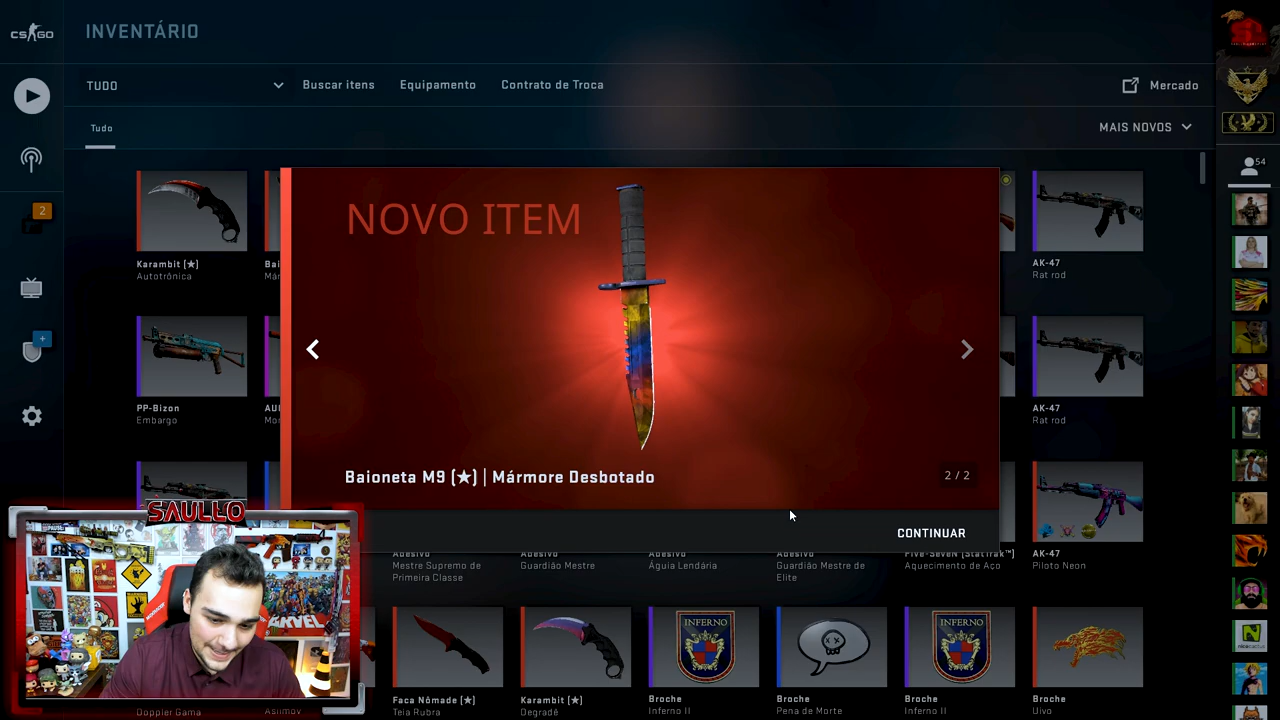 CS GO
INVENTÁRIO
TUDO
Buscar itens
Equipamento
Contrato de Troca
Mercado
Tudo
MAIS NOVOS
54
2
+
NOVO ITEM
Karambit (★)
Autotrônica
AK-47
Rat rod
PP-Bizon
Embargo
AK-47
Rat rod
Baioneta M9 (★) | Mármore Desbotado
2 / 2
CONTINUAR
SAULLO
Adesivo
Mestre Supremo de
Primeira Classe
Adesivo
Guardião Mestre
Adesivo
Águia Lendária
Adesivo
Guardião Mestre de
Elite
Five-SeveN (StatTrak™)
Aquecimento de Aço
AK-47
Piloto Neon
INFERNO
INFERNO
Doppler Gama
Asiimov
Faca Nômade (★)
Teia Rubra
Karambit (★)
Degradê
Broche
Inferno II
Broche
Pena de Morte
Broche
Inferno II
Broche
Uivo